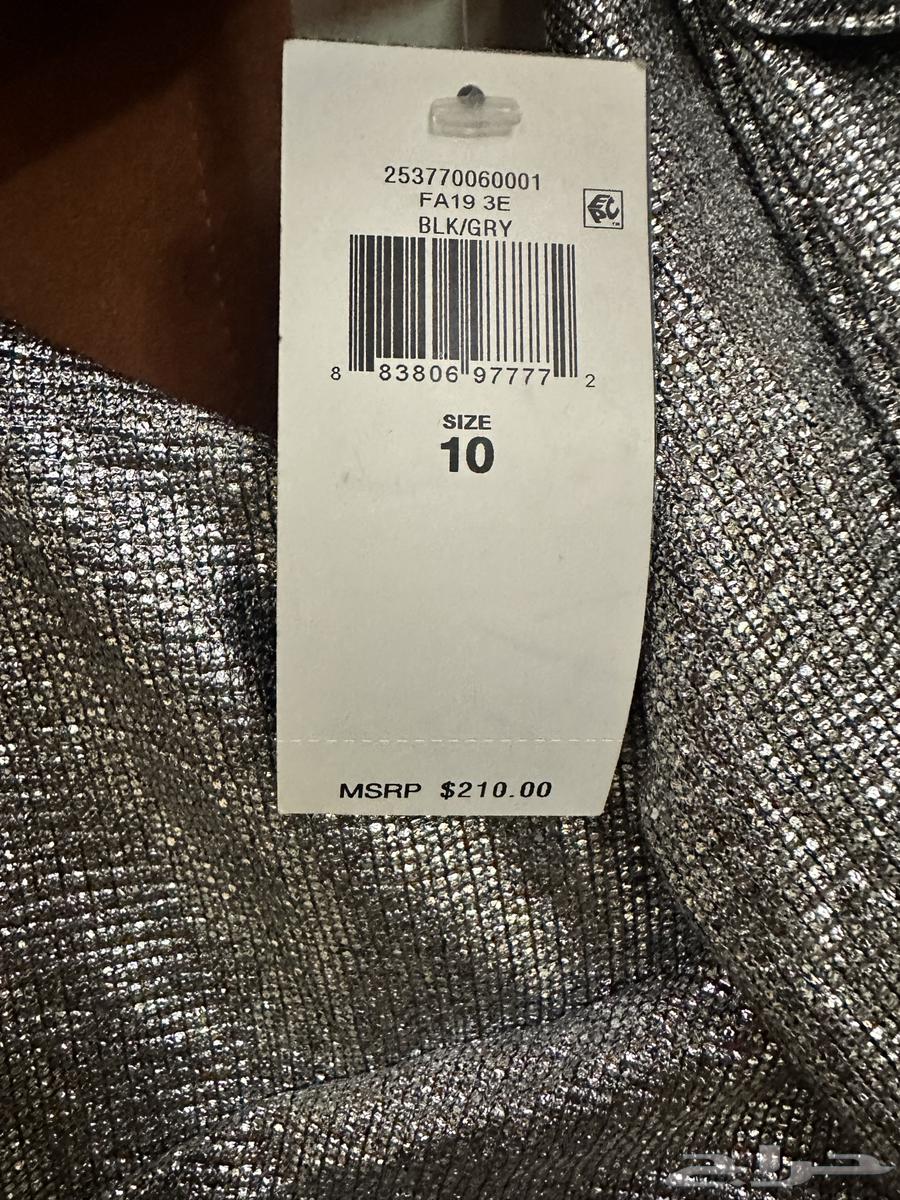 253770060001
FA19 3E
BLK/GRY
8 83806 97777 2
SIZE
10
MSRP $210.00
حراج